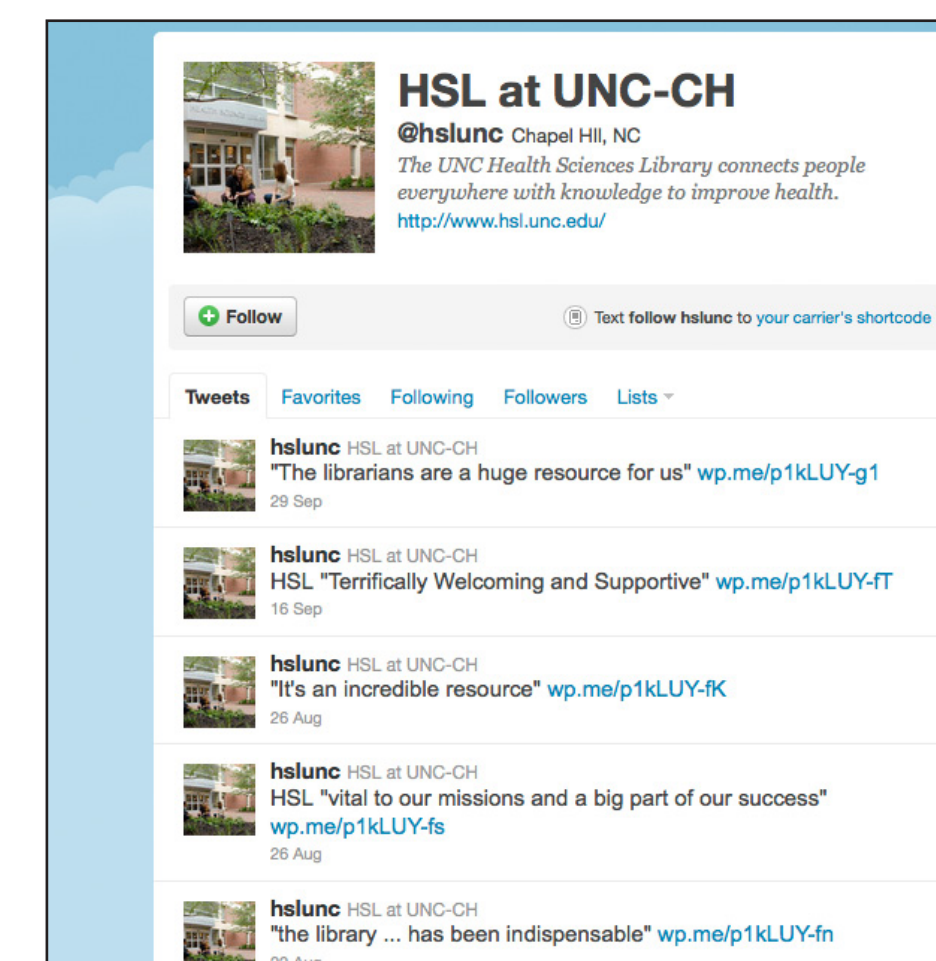 HSL at UNC-CH
@hslunc Chapel HIl, NC
The UNC Health Sciences Library connects people
everywhere with knowledge to improve health.
http://www.hsl.unc.edu/
Follow
Text follow hslunc to your carrier's shortcode
Tweets Favorites Following Followers Lists
hslunc HSL at UNC-CH
"The librarians are a huge resource for us" wp.me/p1kLUY-g1
29 Sep
hslunc HSL at UNC-CH
HSL "Terrifically Welcoming and Supportive" wp.me/p1kLUY-fT
16 Sep
hslunc HSL at UNC-CH
"It's an incredible resource" wp.me/p1kLUY-fK
26 Aug
hslunc HSL at UNC-CH
HSL "vital to our missions and a big part of our success"
wp.me/p1kLUY-fs
26 Aug
hslunc HSL at UNC-CH
"the library ... has been indispensable" wp.me/p1kLUY-fn
Aug